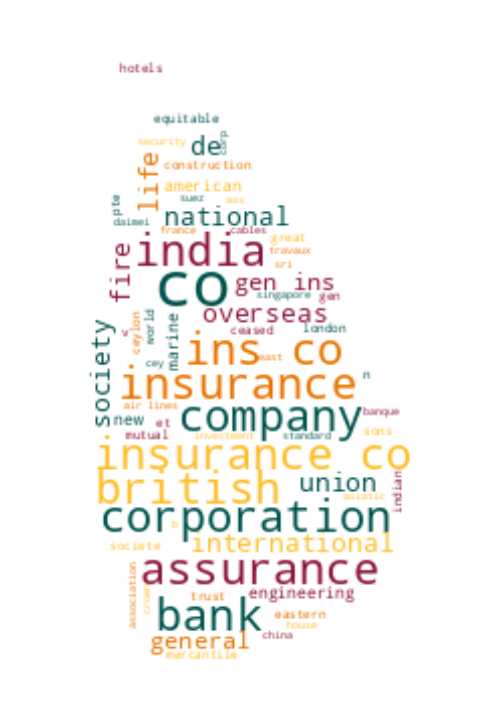 hotels
equitable
security
corp
de
life
construction
american
suez
ass
pte
daimei
national
france
cables
great
india
travaux
fire
sri
co
gen ins
singapore
gen
overseas
ceylon
world
marine
ceased
london
society
ins co
east
cey
insurance
n
air lines
company
banque
new
et
mutual
investment
standard
sons
insurance co
british
union
indian
asiatic
corporation
b
international
societe
assurance
association
crown
trust
engineering
bank
eastern
house
general
china
mercantile